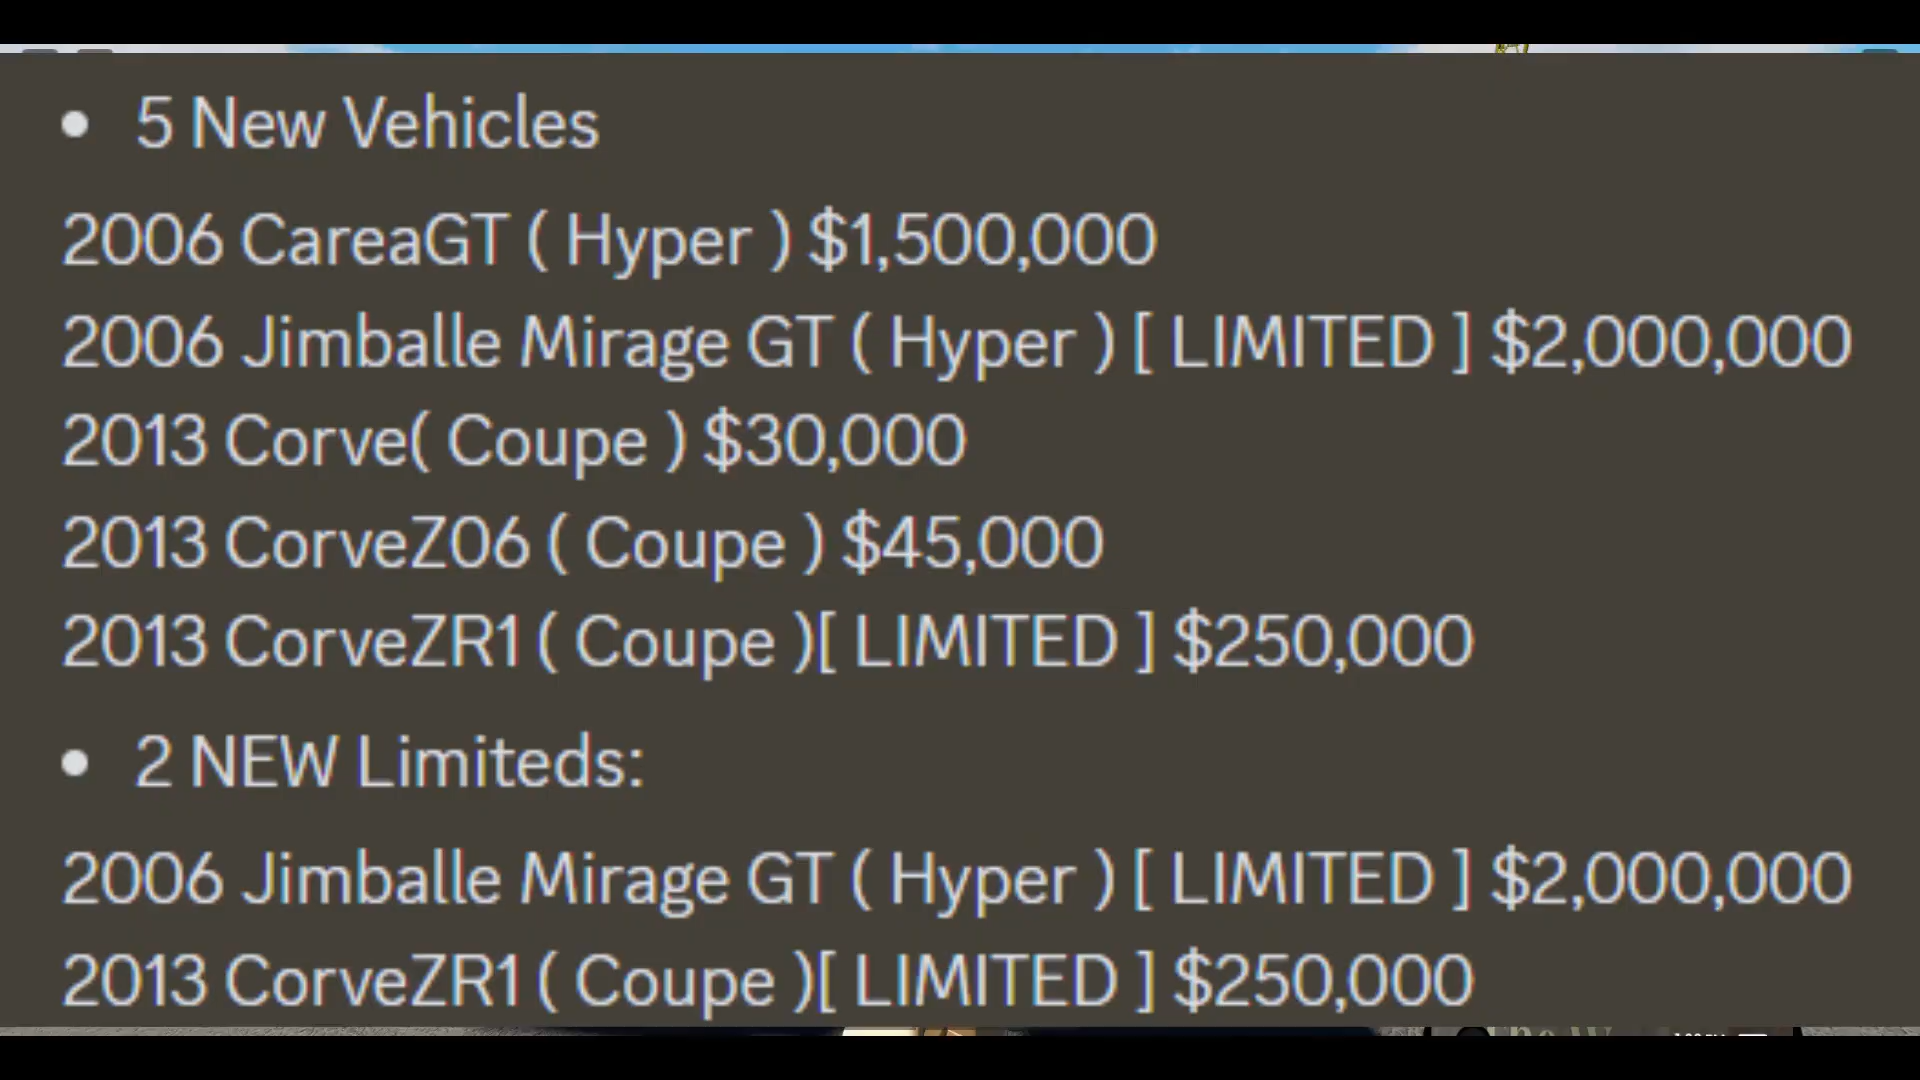 • 5 New Vehicles
2006 CareaGT ( Hyper ) $1,500,000
2006 Jimballe Mirage GT ( Hyper ) [ LIMITED ] $2,000,000
2013 Corve( Coupe ) $30,000
2013 CorveZ06 ( Coupe ) $45,000
2013 CorveZR1 ( Coupe )[ LIMITED ] $250,000
• 2 NEW Limiteds:
2006 Jimballe Mirage GT ( Hyper ) [ LIMITED ] $2,000,000
2013 CorveZR1 ( Coupe )[ LIMITED ] $250,000